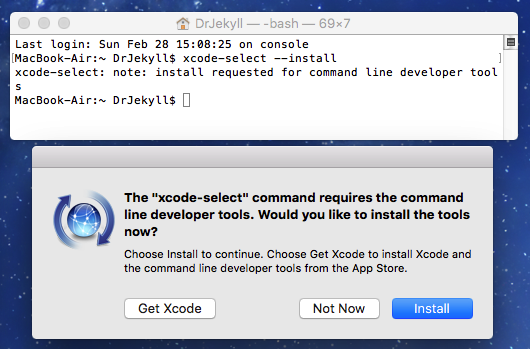 DrJekyll — -bash — 69×7
Last login: Sun Feb 28 15:08:25 on console
[MacBook-Air:~ DrJekyll$ xcode-select --install ]
xcode-select: note: install requested for command line developer tool
s
MacBook-Air:~ DrJekyll$
The "xcode-select" command requires the command
line developer tools. Would you like to install the tools
now?
Choose Install to continue. Choose Get Xcode to install Xcode and
the command line developer tools from the App Store.
Get Xcode Not Now Install